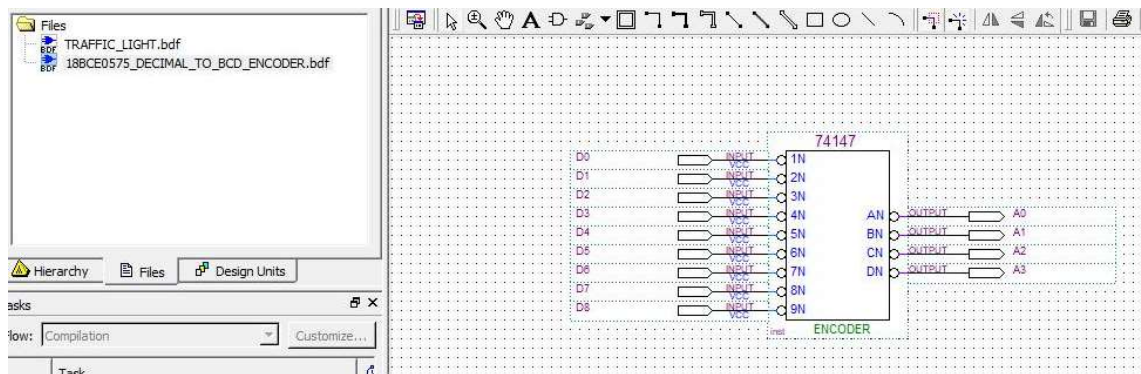 Files
TRAFFIC_LIGHT.bdf
18BCE0575_DECIMAL_TO_BCD_ENCODER.bdf
Hierarchy Files Design Units
asks
Flow: Compilation Customize...
Task
74147
D0 INPUT VCC 1N
D1 INPUT VCC 2N
D2 INPUT VCC 3N
D3 INPUT VCC 4N AN OUTPUT A0
D4 INPUT VCC 5N BN OUTPUT A1
D5 INPUT VCC 6N CN OUTPUT A2
D6 INPUT VCC 7N DN OUTPUT A3
D7 INPUT VCC 8N
D8 INPUT VCC 9N
inst ENCODER